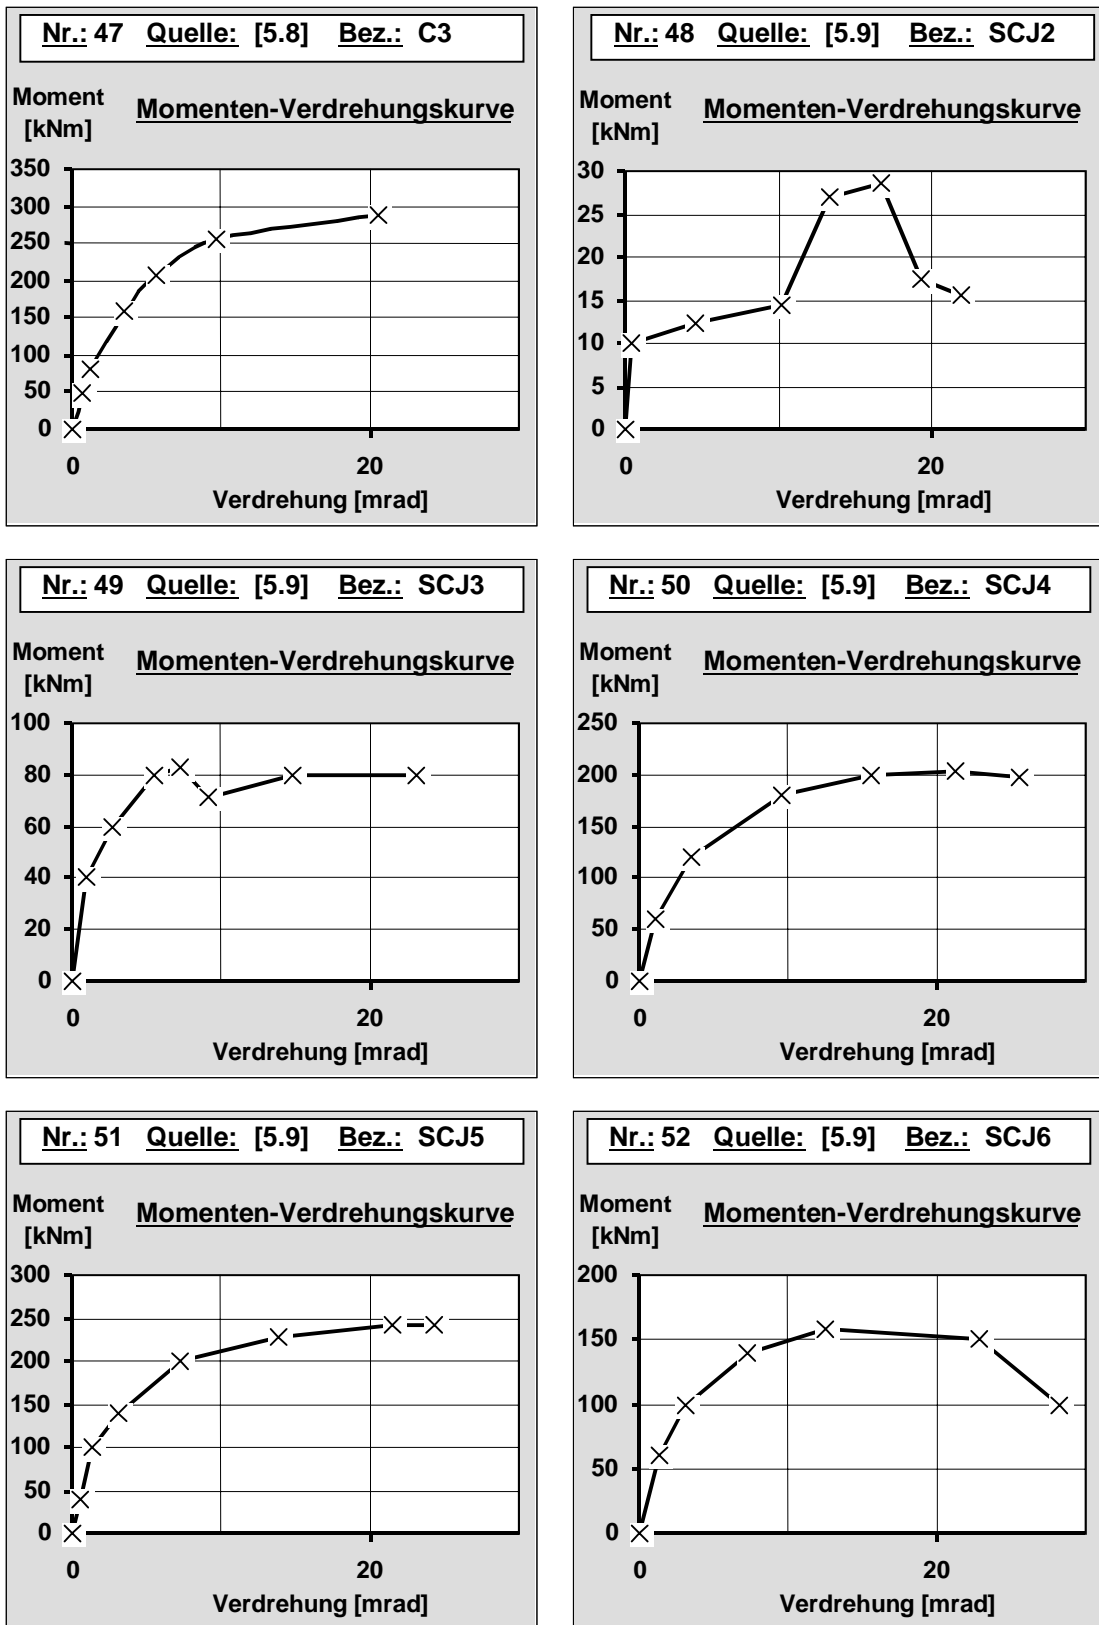 Nr.: 47 Quelle: [5.8] Bez.: C3
Moment
[kNm]
Momenten-Verdrehungskurve
350
300
250
200
150
100
50
0
0 20
Verdrehung [mrad]
Nr.: 48 Quelle: [5.9] Bez.: SCJ2
Moment
[kNm]
Momenten-Verdrehungskurve
30
25
20
15
10
5
0
0 20
Verdrehung [mrad]
Nr.: 49 Quelle: [5.9] Bez.: SCJ3
Moment
[kNm]
Momenten-Verdrehungskurve
100
80
60
40
20
0
0 20
Verdrehung [mrad]
Nr.: 50 Quelle: [5.9] Bez.: SCJ4
Moment
[kNm]
Momenten-Verdrehungskurve
250
200
150
100
50
0
0 20
Verdrehung [mrad]
Nr.: 51 Quelle: [5.9] Bez.: SCJ5
Moment
[kNm]
Momenten-Verdrehungskurve
300
250
200
150
100
50
0
0 20
Verdrehung [mrad]
Nr.: 52 Quelle: [5.9] Bez.: SCJ6
Moment
[kNm]
Momenten-Verdrehungskurve
200
150
100
50
0
0 20
Verdrehung [mrad]